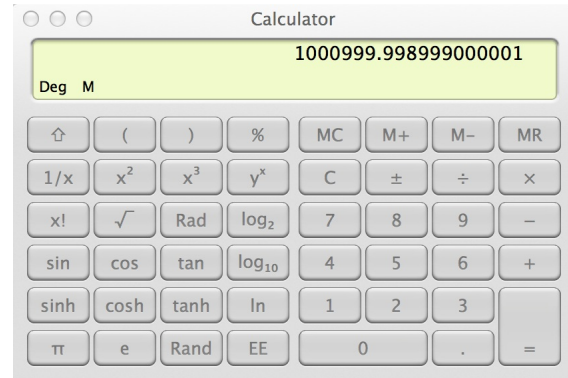 Calculator
1000999.998999000001
Deg M
⇧ ( ) % MC M+ M− MR
1/x x² x³ yˣ C ± ÷ ×
x! √ Rad log₂ 7 8 9 −
sin cos tan log₁₀ 4 5 6 +
sinh cosh tanh ln 1 2 3
π e Rand EE 0 . =